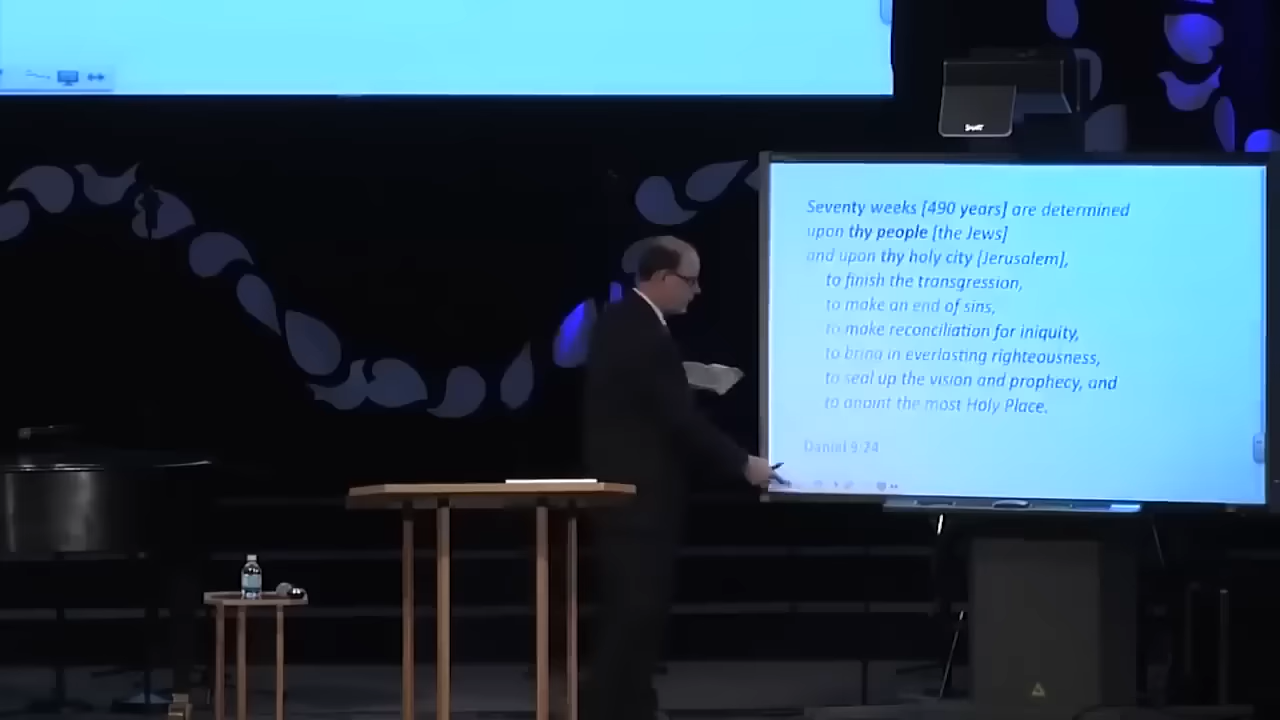 SMART
Seventy weeks [490 years] are determined
upon thy people [the Jews]
and upon thy holy city [Jerusalem],
to finish the transgression,
to make an end of sins,
to make reconciliation for iniquity,
to bring in everlasting righteousness,
to seal up the vision and prophecy, and
to anoint the most Holy Place.
Daniel 9:24